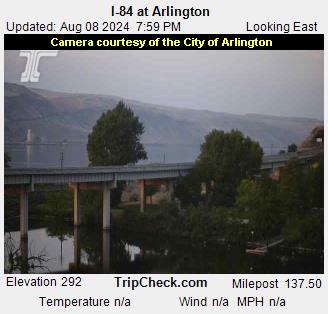 I-84 at Arlington
Updated: Aug 08 2024 7:59 PM Looking East
Camera courtesy of the City of Arlington
Elevation 292 TripCheck.com Milepost 137.50
Temperature n/a Wind n/a MPH n/a